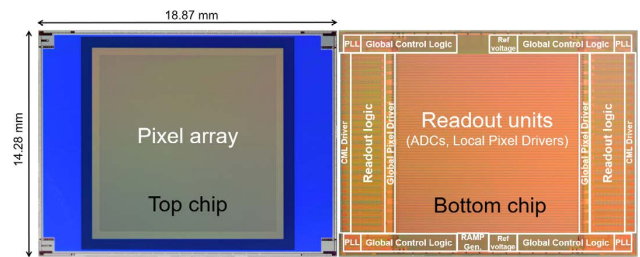 18.87 mm
14.28 mm
Pixel array
Top chip
PLL
Global Control Logic
Ref
voltage
Global Control Logic
PLL
CML Driver
Readout logic
Global Pixel Driver
Readout units
(ADCs, Local Pixel Drivers)
Global Pixel Driver
Readout logic
CML Driver
Bottom chip
PLL
Global Control Logic
RAMP
Gen.
Ref
voltage
Global Control Logic
PLL